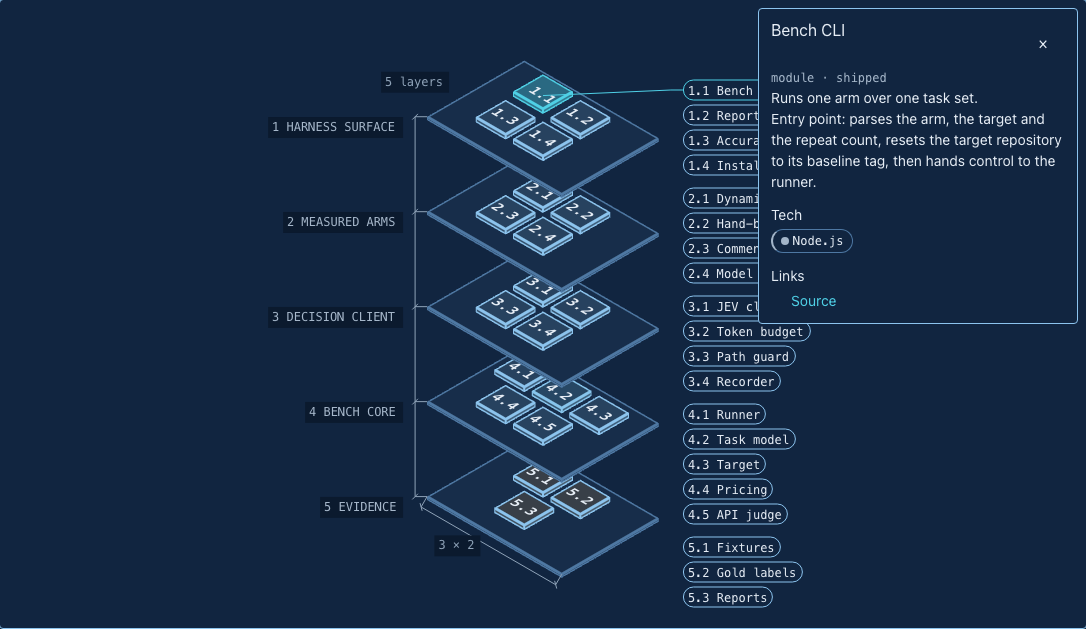 Bench CLI
×
module · shipped
Runs one arm over one task set.
Entry point: parses the arm, the target and
the repeat count, resets the target repository
to its baseline tag, then hands control to the
runner.
Tech
Node.js
Links
Source
5 layers
1 HARNESS SURFACE
2 MEASURED ARMS
3 DECISION CLIENT
4 BENCH CORE
5 EVIDENCE
3 × 2
1.1
1.2
1.3
1.4
2.1
2.2
2.3
2.4
3.1
3.2
3.3
3.4
4.1
4.2
4.3
4.4
4.5
5.1
5.2
5.3
1.1 Bench
1.2
1.3
1.4
2.1
2.2
2.3
2.4 Model
3.1 JEV
3.2 Token budget
3.3 Path guard
3.4 Recorder
4.1 Runner
4.2 Task model
4.3 Target
4.4 Pricing
4.5 API judge
5.1 Fixtures
5.2 Gold labels
5.3 Reports